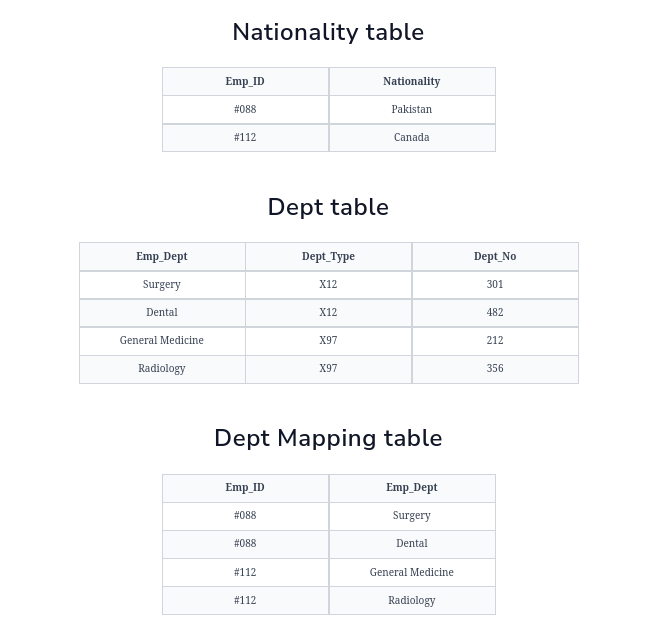 Nationality table
Emp_ID Nationality
#088 Pakistan
#112 Canada
Dept table
Emp_Dept Dept_Type Dept_No
Surgery X12 301
Dental X12 482
General Medicine X97 212
Radiology X97 356
Dept Mapping table
Emp_ID Emp_Dept
#088 Surgery
#088 Dental
#112 General Medicine
#112 Radiology